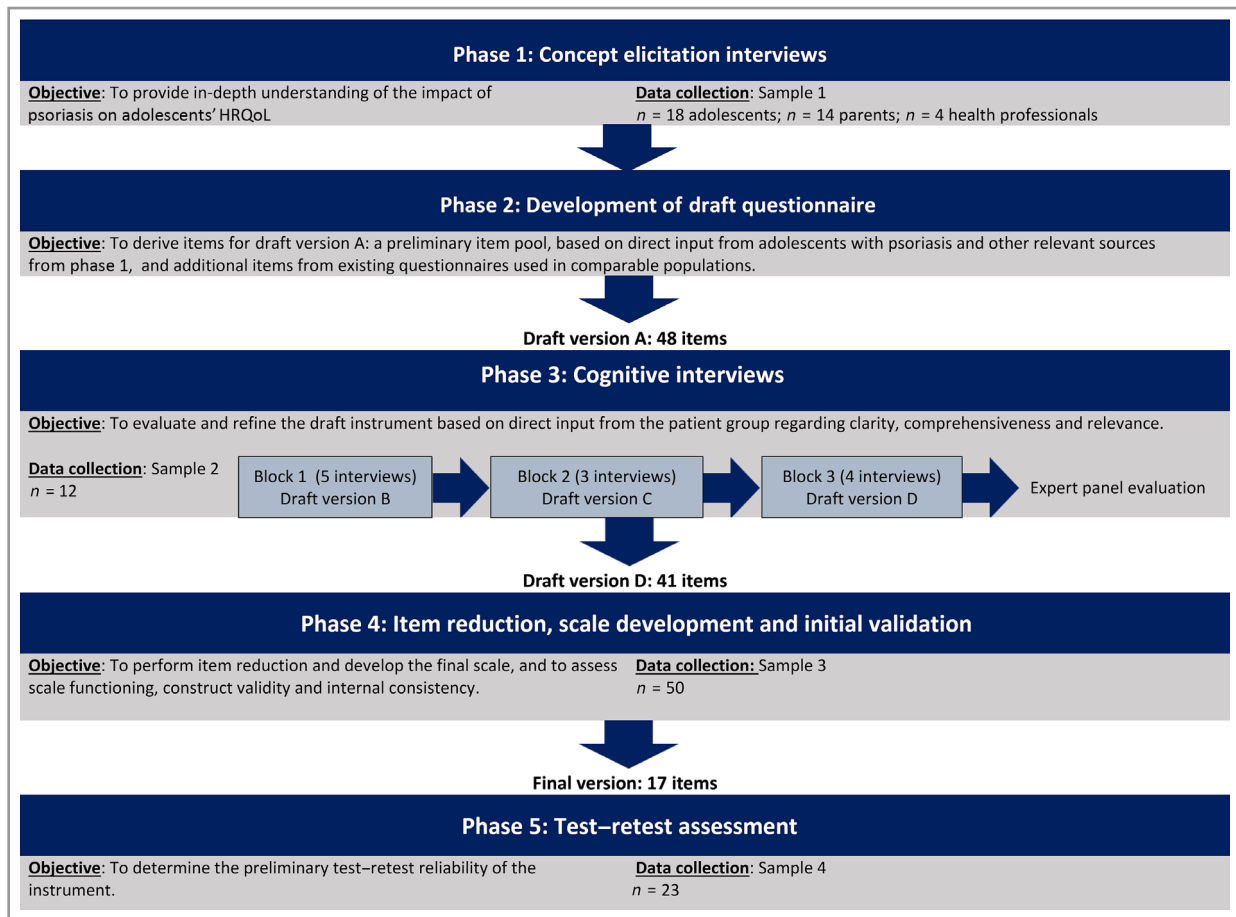 Phase 1: Concept elicitation interviews
Objective: To provide in-depth understanding of the impact of
psoriasis on adolescents’ HRQoL
Data collection: Sample 1
n = 18 adolescents; n = 14 parents; n = 4 health professionals
Phase 2: Development of draft questionnaire
Objective: To derive items for draft version A: a preliminary item pool, based on direct input from adolescents with psoriasis and other relevant sources
from phase 1, and additional items from existing questionnaires used in comparable populations.
Draft version A: 48 items
Phase 3: Cognitive interviews
Objective: To evaluate and refine the draft instrument based on direct input from the patient group regarding clarity, comprehensiveness and relevance.
Data collection: Sample 2
n = 12
Block 1 (5 interviews)
Draft version B
Block 2 (3 interviews)
Draft version C
Block 3 (4 interviews)
Draft version D
Expert panel evaluation
Draft version D: 41 items
Phase 4: Item reduction, scale development and initial validation
Objective: To perform item reduction and develop the final scale, and to assess
scale functioning, construct validity and internal consistency.
Data collection: Sample 3
n = 50
Final version: 17 items
Phase 5: Test–retest assessment
Objective: To determine the preliminary test–retest reliability of the
instrument.
Data collection: Sample 4
n = 23